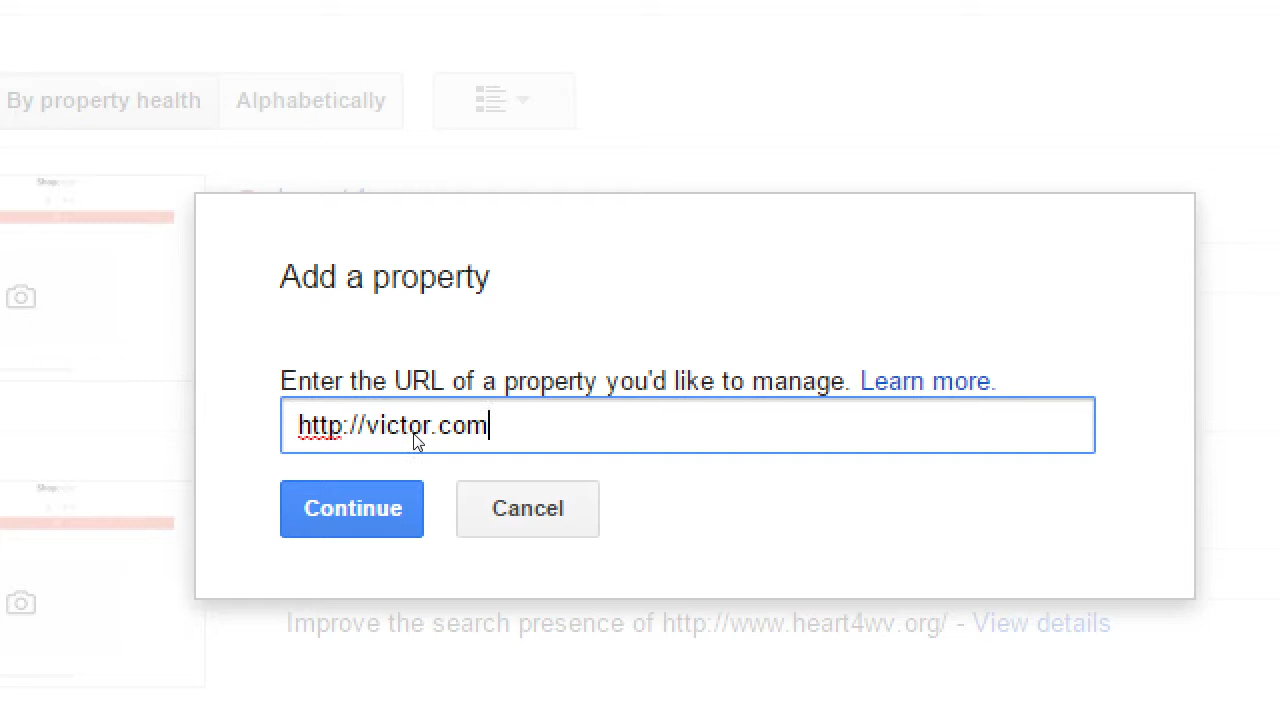 By property health Alphabetically
Add a property
Enter the URL of a property you'd like to manage. Learn more.
http://victor.com
Continue Cancel
Improve the search presence of http://www.heart4wv.org/ - View details